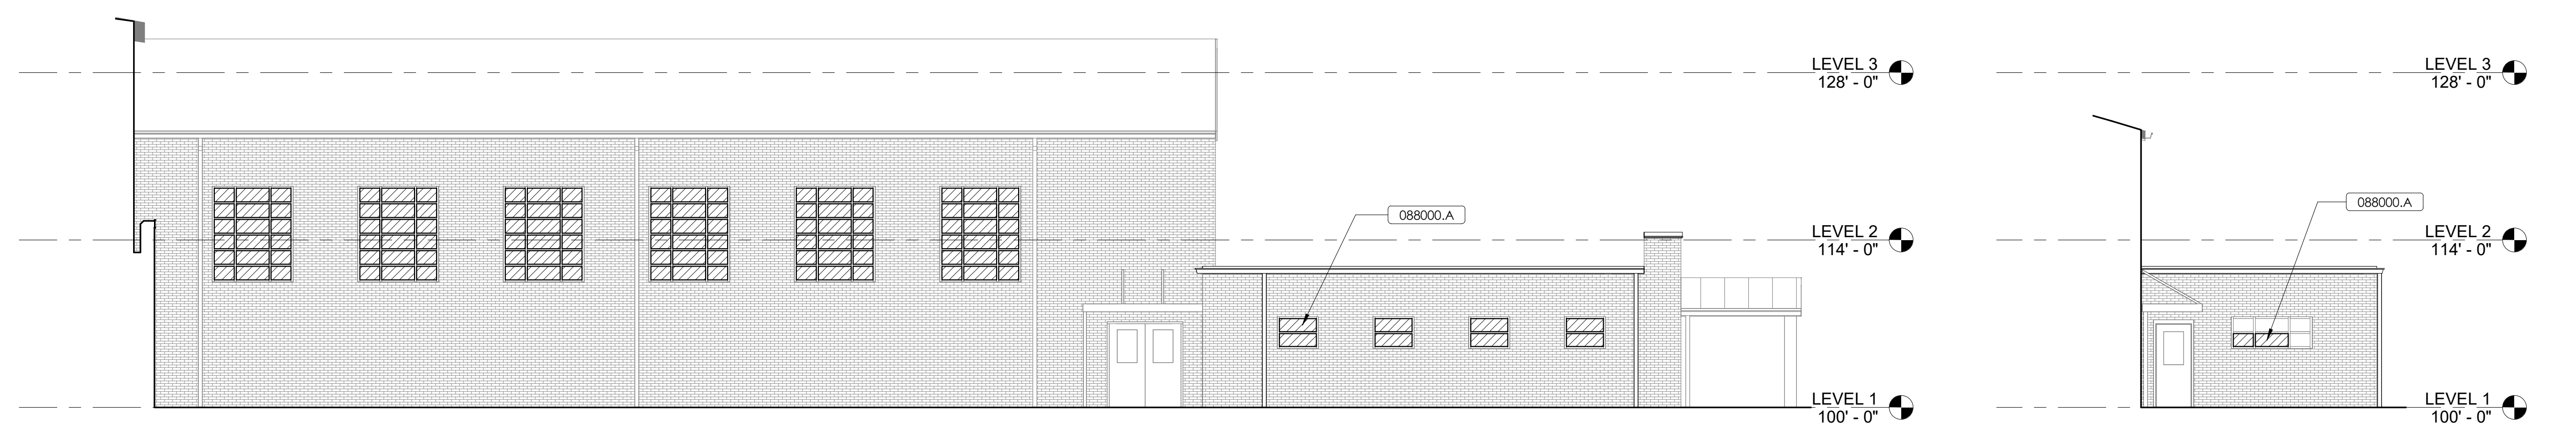 LEVEL 3
128' - 0"
LEVEL 3
128' - 0"
088000.A
088000.A
LEVEL 2
114' - 0"
LEVEL 2
114' - 0"
LEVEL 1
100' - 0"
LEVEL 1
100' - 0"